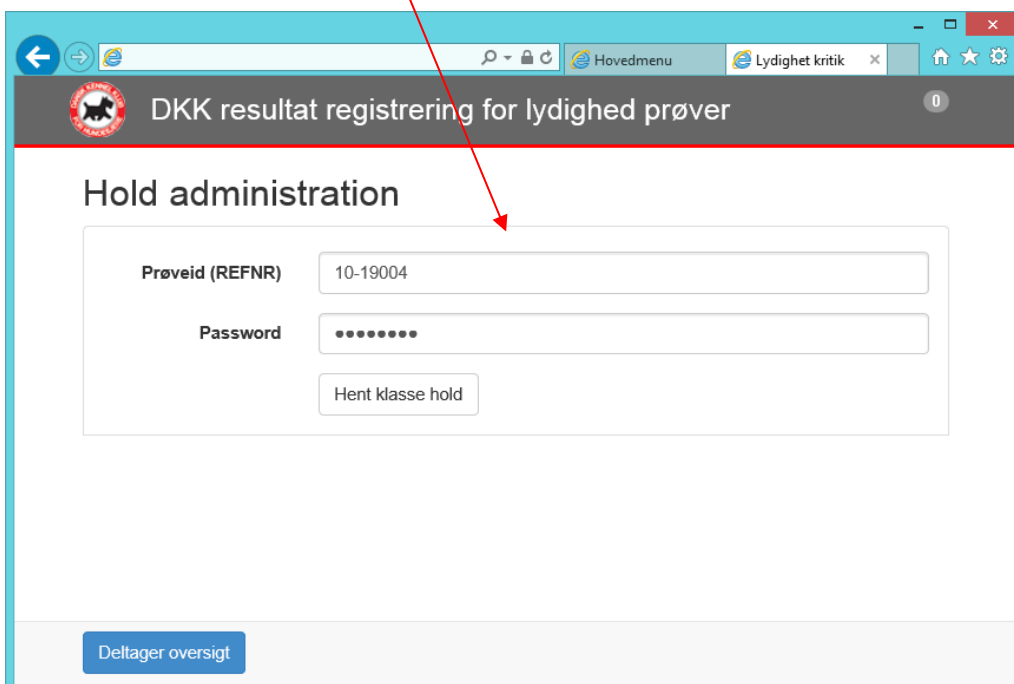 Hovedmenu
Lydighet kritik
DKK resultat registrering for lydighed prøver
0
Hold administration
Prøveid (REFNR)
10-19004
Password
Hent klasse hold
Deltager oversigt